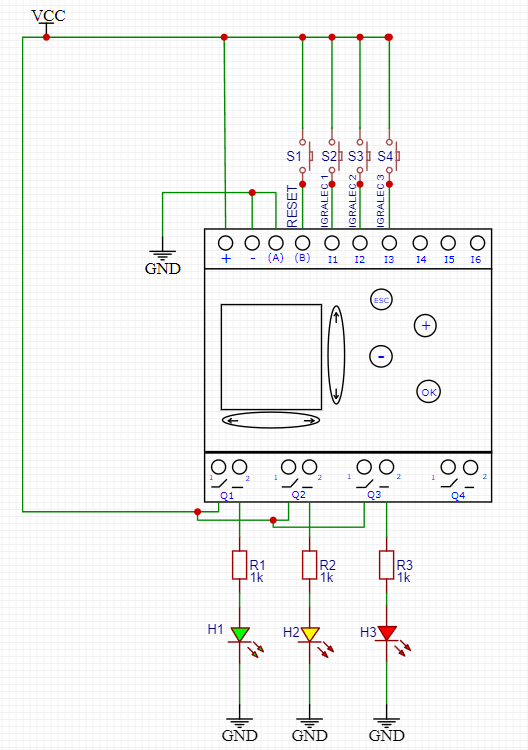 VCC
S1 S2 S3 S4
RESET
IGRALEC 1
IGRALEC 2
IGRALEC 3
GND
+ - (A) (B) I1 I2 I3 I4 I5 I6
ESC
+
-
OK
1 2 1 2 1 2 1 2
Q1 Q2 Q3 Q4
R1 R2 R3
1k 1k 1k
H1 H2 H3
GND GND GND